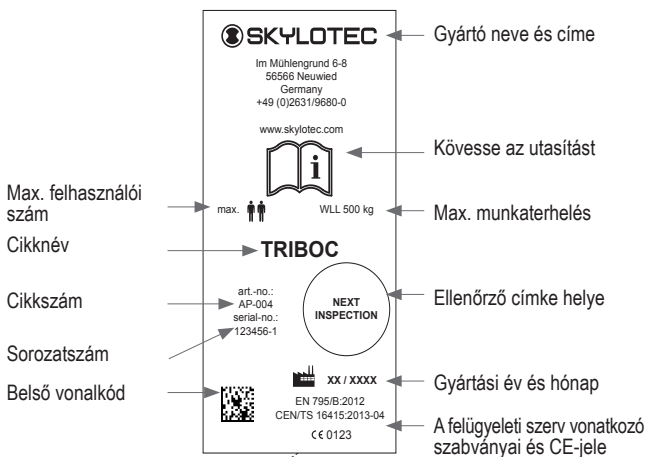 SKYLOTEC
Gyártó neve és címe
Im Mühlengrund 6-8
56566 Neuwied
Germany
+49 (0)2631/9680-0
www.skylotec.com
i
Kövesse az utasítást
Max. felhasználói
szám
max.
WLL 500 kg
Max. munkaterhelés
Cikknév
TRIBOC
Cikkszám
art.-no.:
AP-004
serial-no.:
123456-1
NEXT
INSPECTION
Ellenőrző címke helye
Sorozatszám
Belső vonalkód
XX / XXXX
Gyártási év és hónap
EN 795/B:2012
CEN/TS 16415:2013-04
CE 0123
A felügyeleti szerv vonatkozó
szabványai és CE-jele